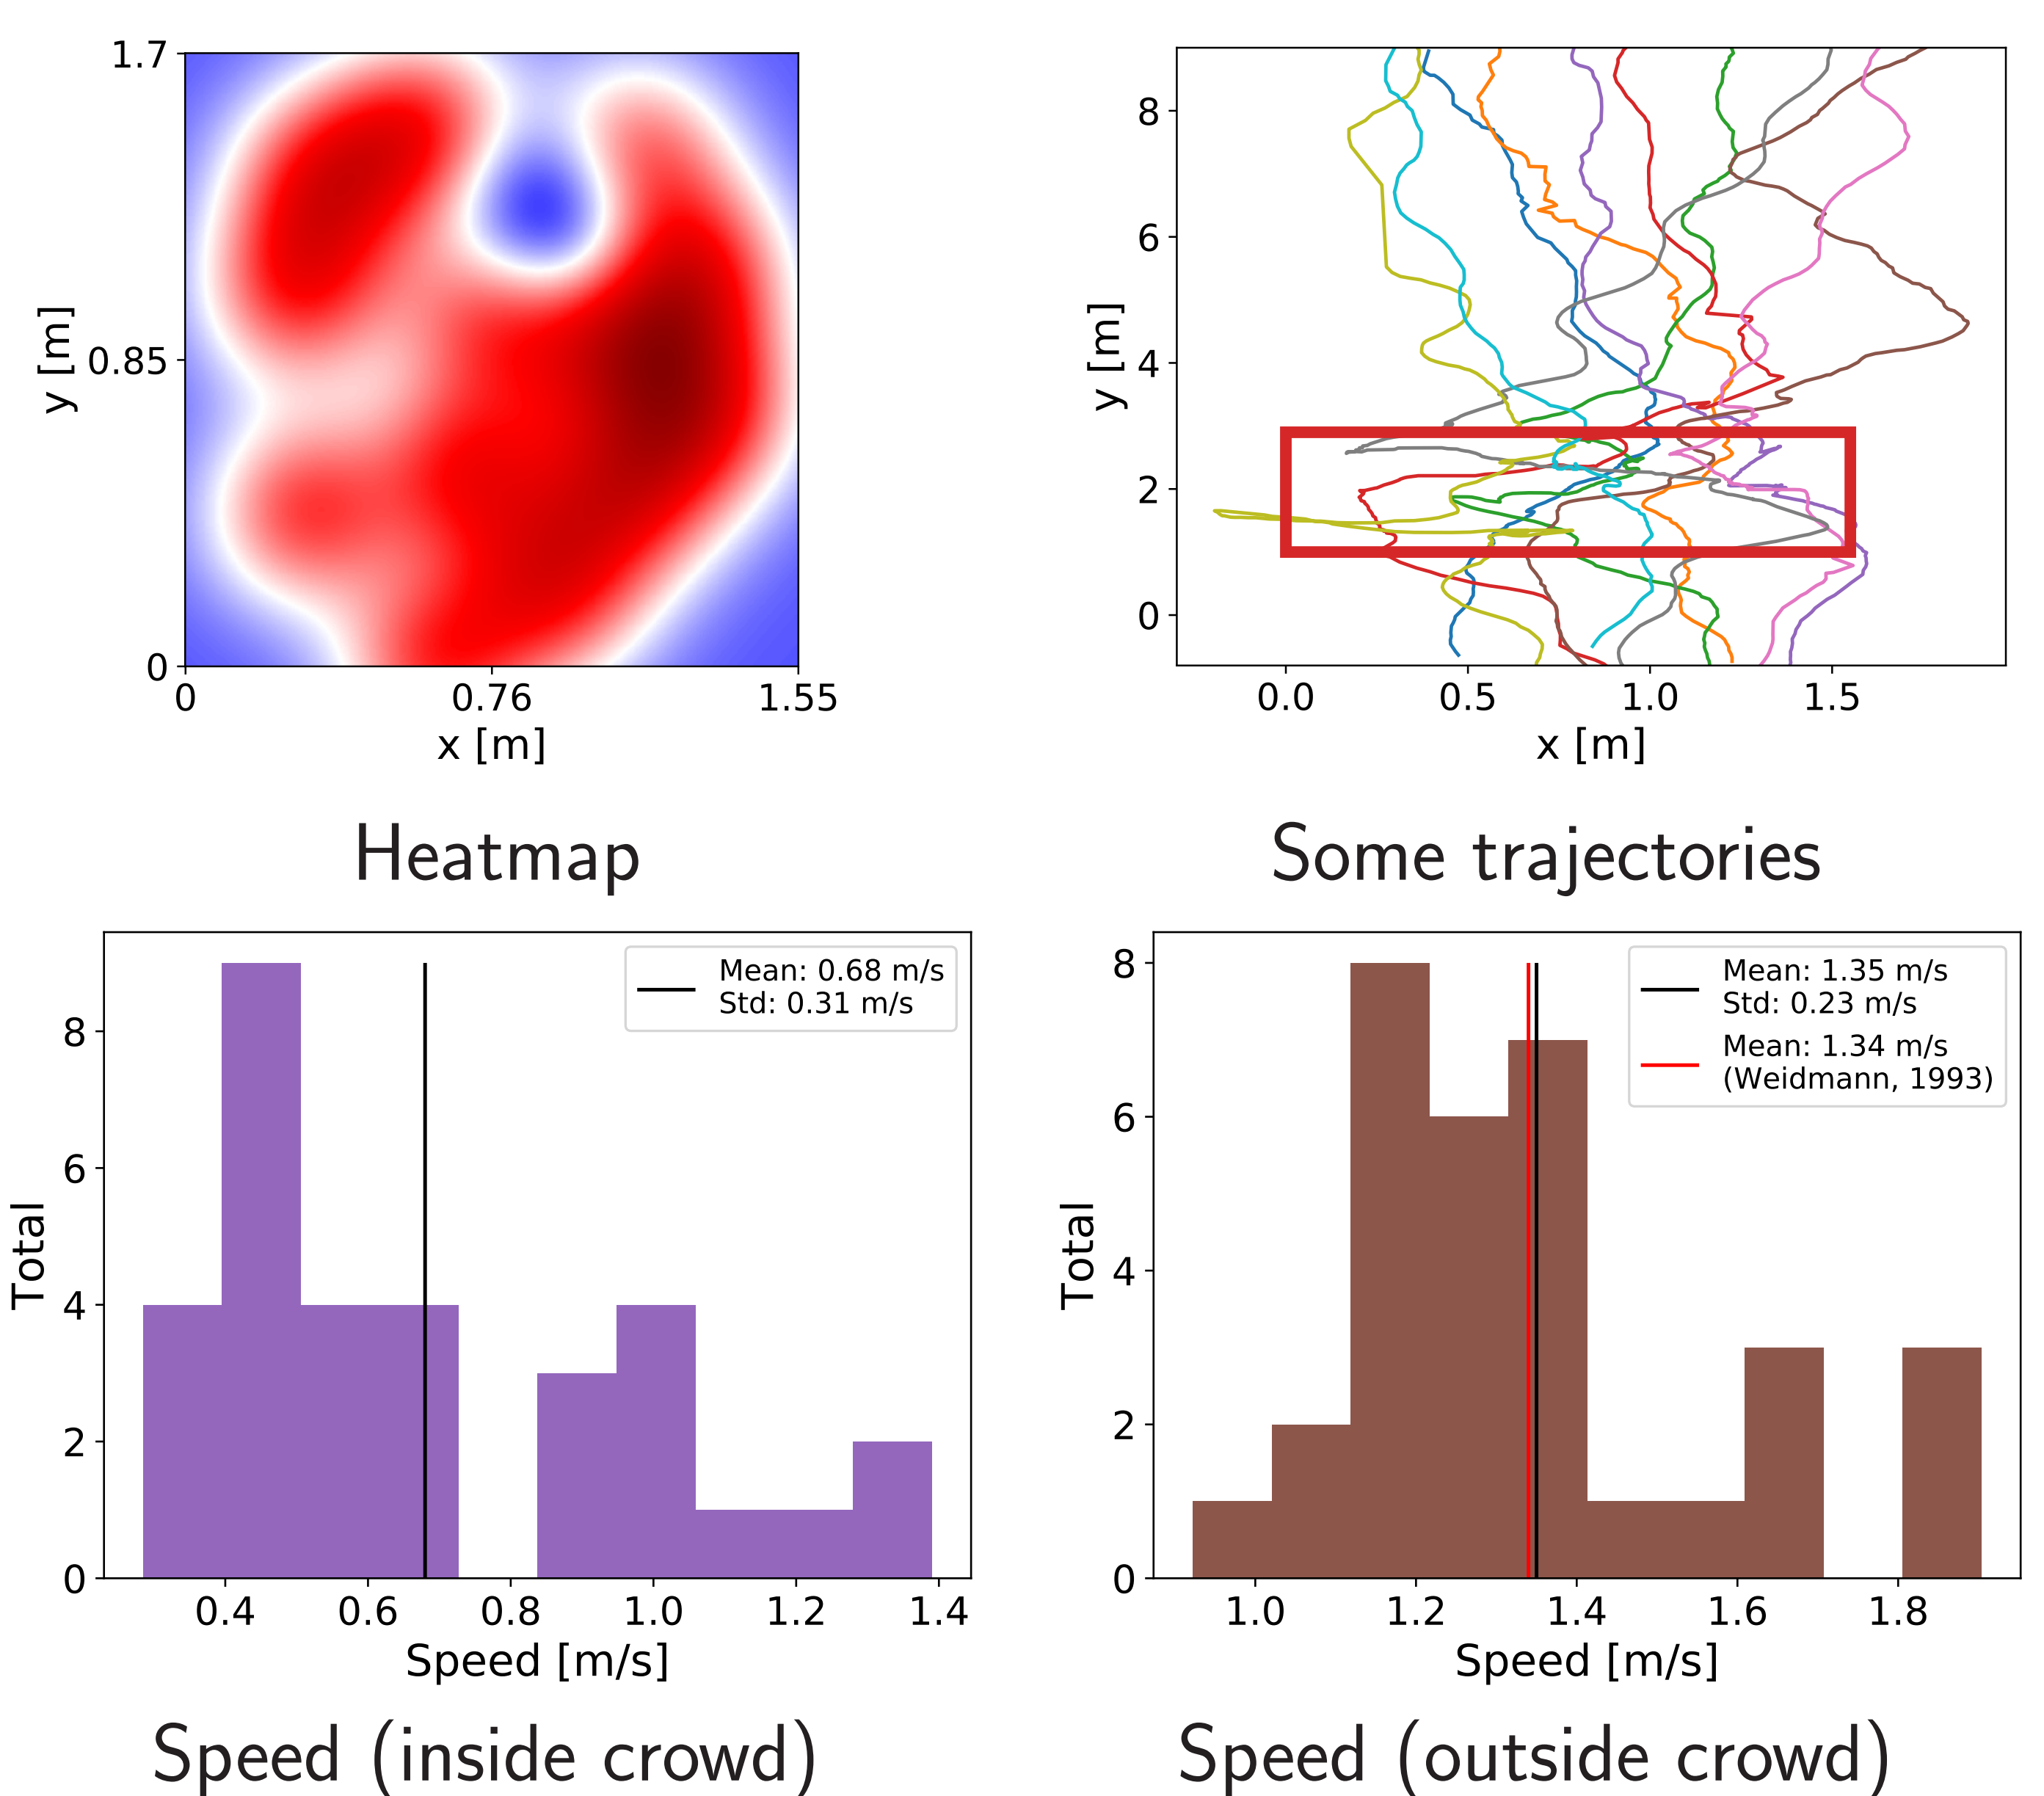 1.7
0.85
0
y [m]
0
0.76
1.55
x [m]
Heatmap
8
6
4
2
0
y [m]
0.0
0.5
1.0
1.5
x [m]
Some trajectories
Mean: 0.68 m/s
Std: 0.31 m/s
8
6
4
2
0
Total
0.4
0.6
0.8
1.0
1.2
1.4
Speed [m/s]
Speed (inside crowd)
Mean: 1.35 m/s
Std: 0.23 m/s
Mean: 1.34 m/s
(Weidmann, 1993)
8
6
4
2
0
Total
1.0
1.2
1.4
1.6
1.8
Speed [m/s]
Speed (outside crowd)